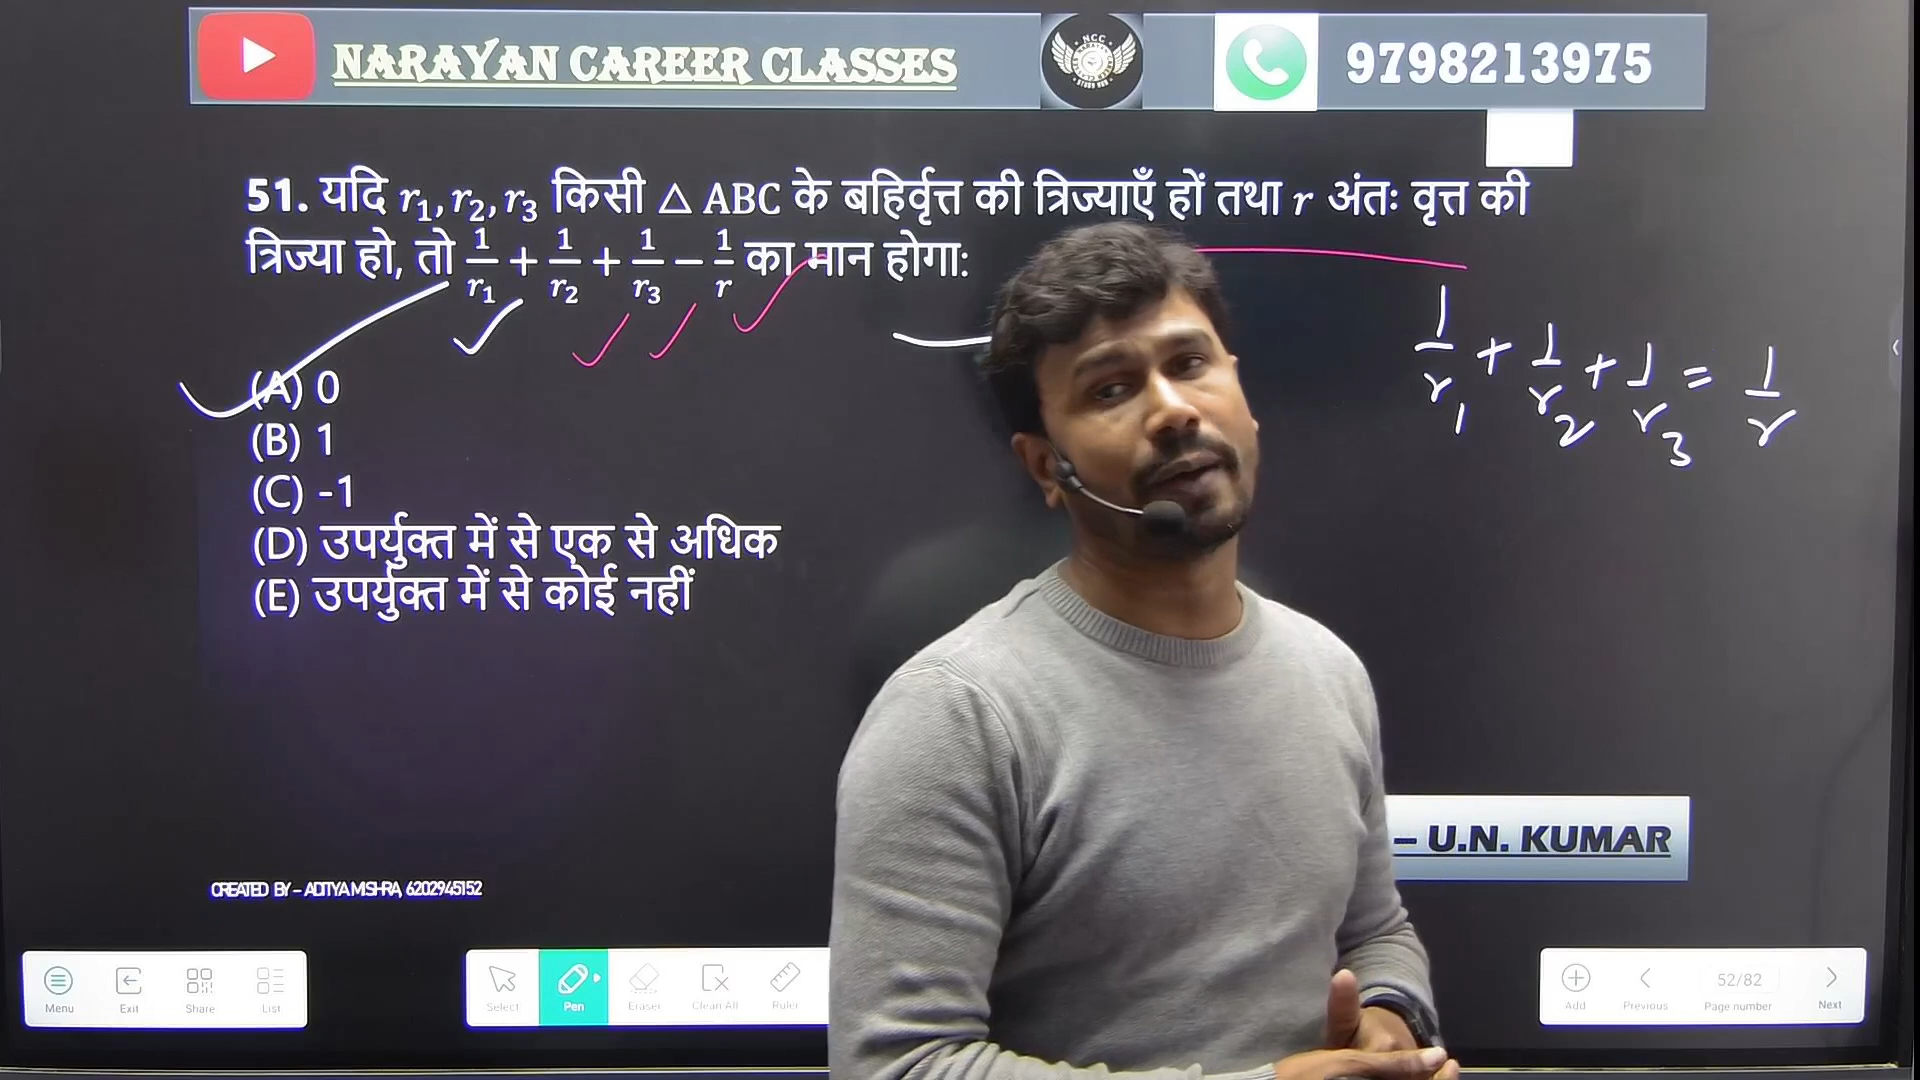 NARAYAN CAREER CLASSES
NCC
9798213975
51. यदि r₁, r₂, r₃ किसी △ ABC के बहिर्वृत्त की त्रिज्याएँ हों तथा r अंतः वृत्त की
त्रिज्या हो, तो 1/r₁ + 1/r₂ + 1/r₃ − 1/r का मान होगा:
1/r₁ + 1/r₂ + 1/r₃ = 1/r
(A) 0
(B) 1
(C) -1
(D) उपर्युक्त में से एक से अधिक
(E) उपर्युक्त में से कोई नहीं
– U.N. KUMAR
CREATED BY – ADITYA MISHRA, 6202945152
Menu Exit Share List
Select Pen Eraser Clean All Ruler
Add Previous 52/82 Page number Next